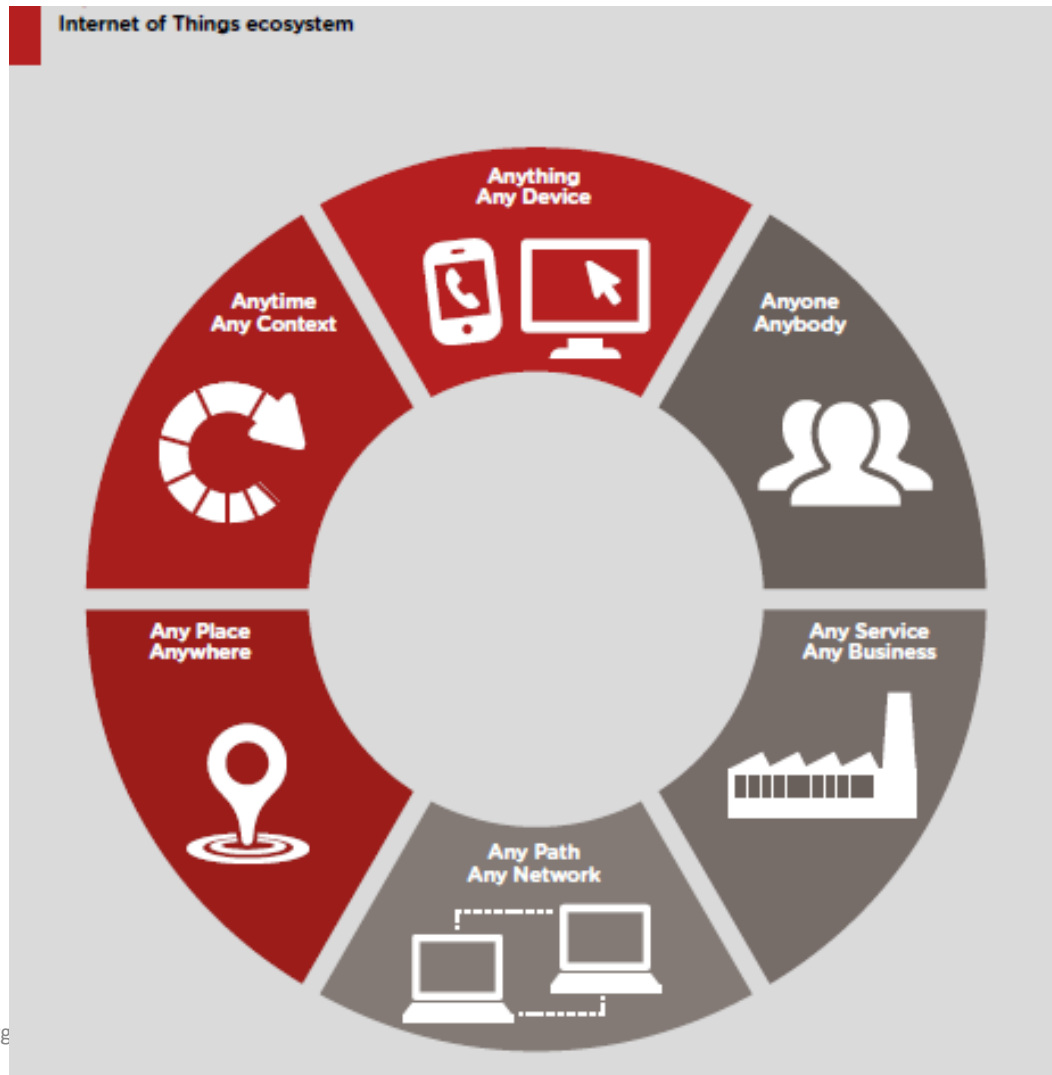 Internet of Things ecosystem
Anything
Any Device
Anytime
Any Context
Anyone
Anybody
Any Place
Anywhere
Any Service
Any Business
Any Path
Any Network
g